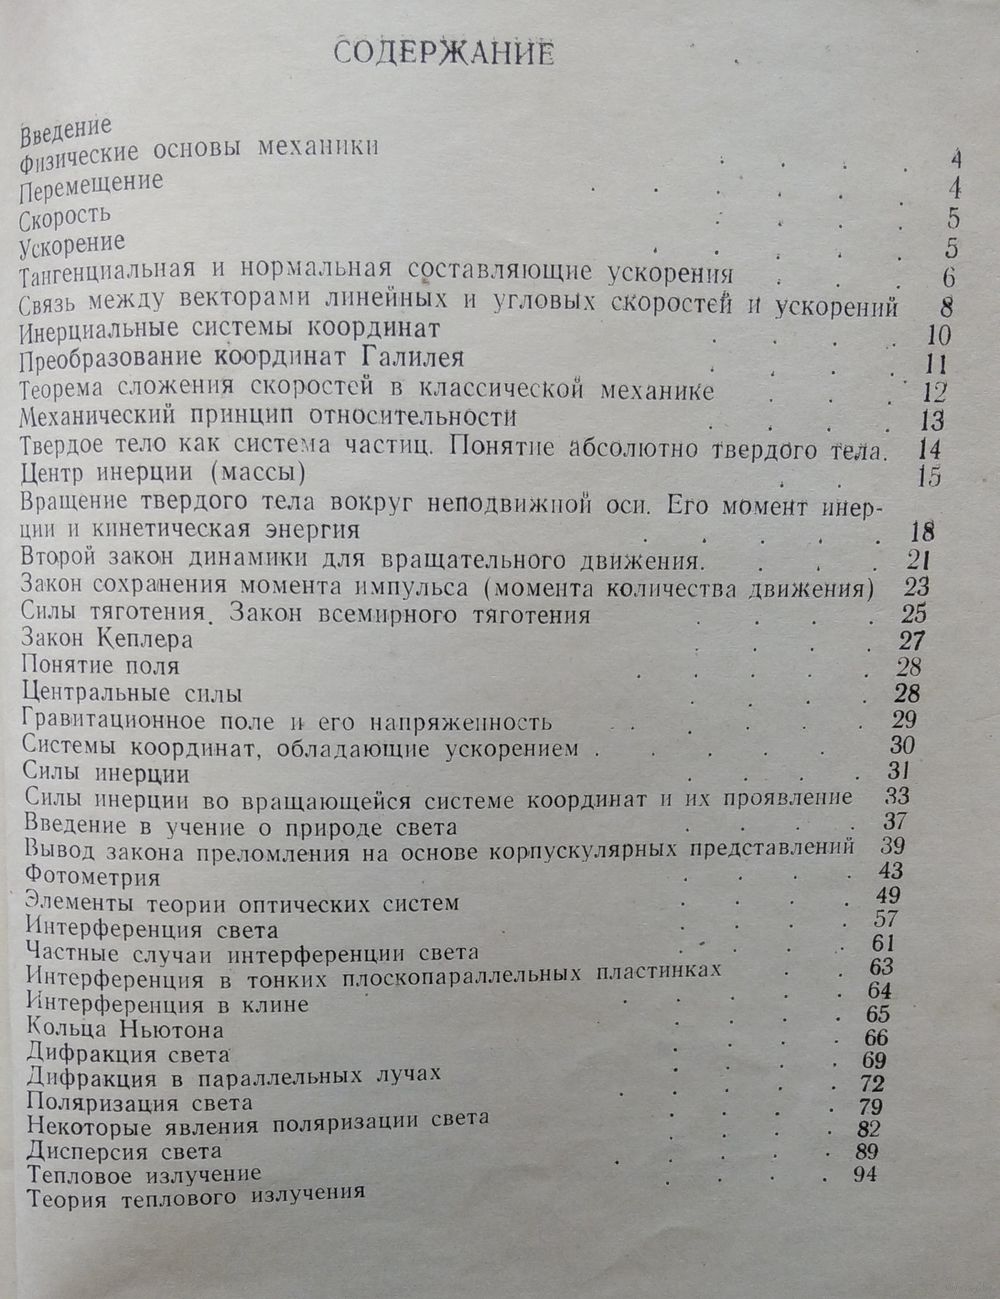 СОДЕРЖАНИЕ
Введение
Физические основы механики . . . . 4
Перемещение . . . . . . 4
Скорость . . . . 5
Ускорение . . . . . 5
Тангенциальная и нормальная составляющие ускорения . . . 6
Связь между векторами линейных и угловых скоростей и ускорений 8
Инерциальные системы координат . . . . 10
Преобразование координат Галилея . . . . 11
Теорема сложения скоростей в классической механике . . . 12
Механический принцип относительности . . . . 13
Твердое тело как система частиц. Понятие абсолютно твердого тела. 14
Центр инерции (массы) . . 15
Вращение твердого тела вокруг неподвижной оси. Его момент инер-
ции и кинетическая энергия . . . . . 18
Второй закон динамики для вращательного движения. . . . 21
Закон сохранения момента импульса (момента количества движения) 23
Силы тяготения. Закон всемирного тяготения . . . . 25
Закон Кеплера . . . . 27
Понятие поля . . . . . 28
Центральные силы . . . . 28
Гравитационное поле и его напряженность . . . . . 29
Системы координат, обладающие ускорением . . . . . 30
Силы инерции . . . . 31
Силы инерции во вращающейся системе координат и их проявление 33
Введение в учение о природе света . . . . 37
Вывод закона преломления на основе корпускулярных представлений 39
Фотометрия . . . . 43
Элементы теории оптических систем . . . . 49
Интерференция света . . . . 57
Частные случаи интерференции света . . . . 61
Интерференция в тонких плоскопараллельных пластинках . . 63
Интерференция в клине . . . . . 64
Кольца Ньютона . . . . 65
Дифракция света . . . . 66
Дифракция в параллельных лучах . . . . 69
Поляризация света . . . . . 72
Некоторые явления поляризации света . . . . 79
Дисперсия света . . . . 82
Тепловое излучение . . . . . 89
Теория теплового излучения . . . . 94